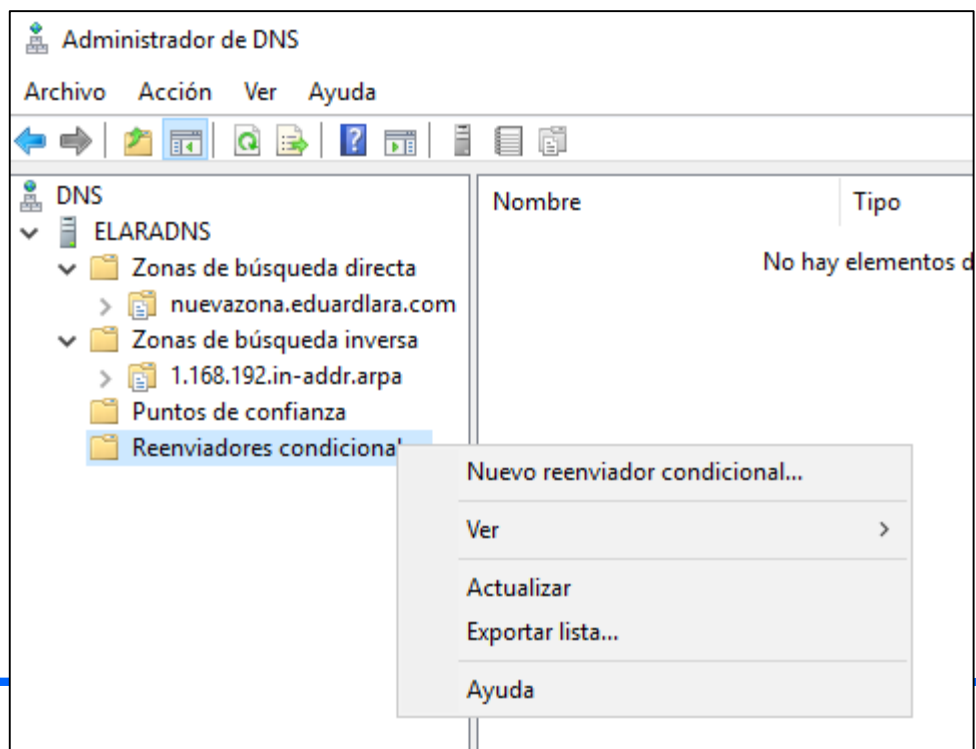 Administrador de DNS
Archivo Acción Ver Ayuda
DNS
ELARADNS
Zonas de búsqueda directa
nuevazona.eduardlara.com
Zonas de búsqueda inversa
1.168.192.in-addr.arpa
Puntos de confianza
Reenviadores condicional
Nombre Tipo
No hay elementos d
Nuevo reenviador condicional...
Ver
Actualizar
Exportar lista...
Ayuda